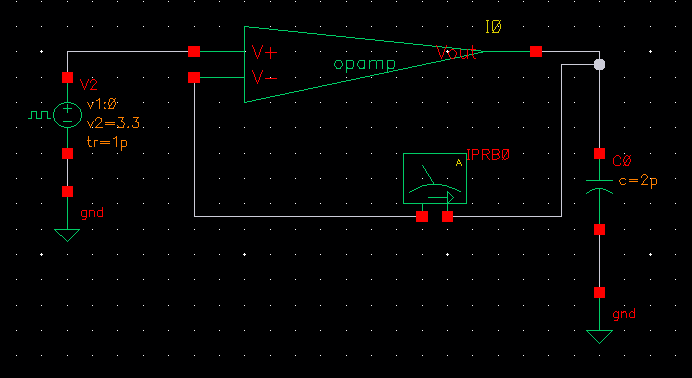 I0
V+
Vout
opamp
V-
V2
v1:0
v2=3.3
tr=1p
A
IPRB0
C0
c=2p
gnd
gnd